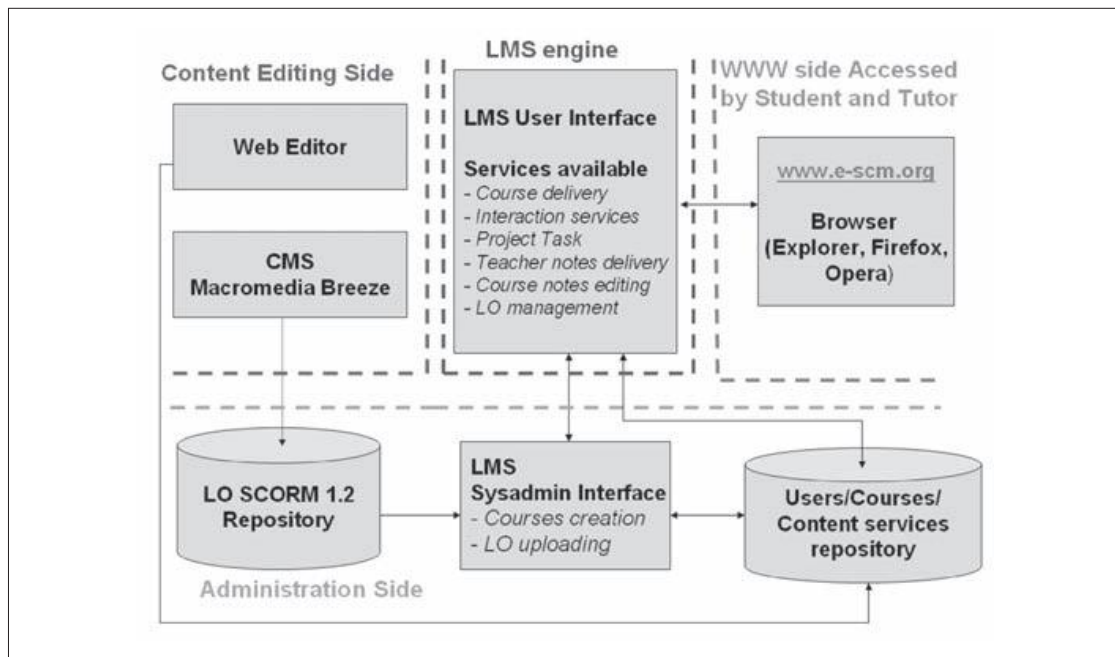 Content Editing Side
Web Editor
CMS
Macromedia Breeze
LMS engine
LMS User Interface
Services available
- Course delivery
- Interaction services
- Project Task
- Teacher notes delivery
- Course notes editing
- LO management
WWW side Accessed
by Student and Tutor
www.e-scm.org
Browser
(Explorer, Firefox,
Opera)
LO SCORM 1.2
Repository
LMS
Sysadmin Interface
- Courses creation
- LO uploading
Users/Courses/
Content services
repository
Administration Side